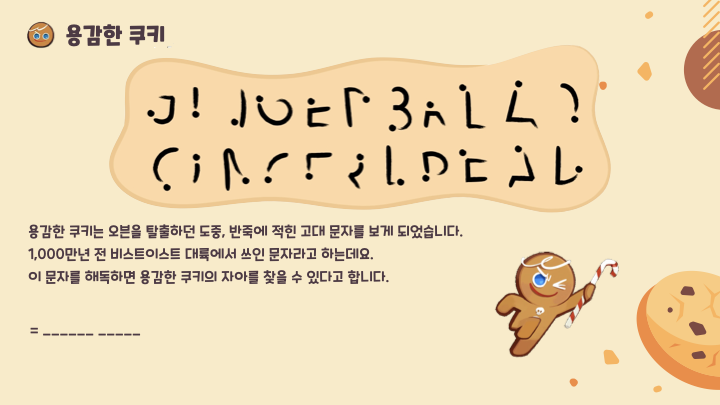 용감한 쿠키
용감한 쿠키는 오븐을 탈출하던 도중, 반죽에 적힌 고대 문자를 보게 되었습니다.
1,000만년 전 비스트이스트 대륙에서 쓰인 문자라고 하는데요.
이 문자를 해독하면 용감한 쿠키의 자아를 찾을 수 있다고 합니다.
= ______ _____